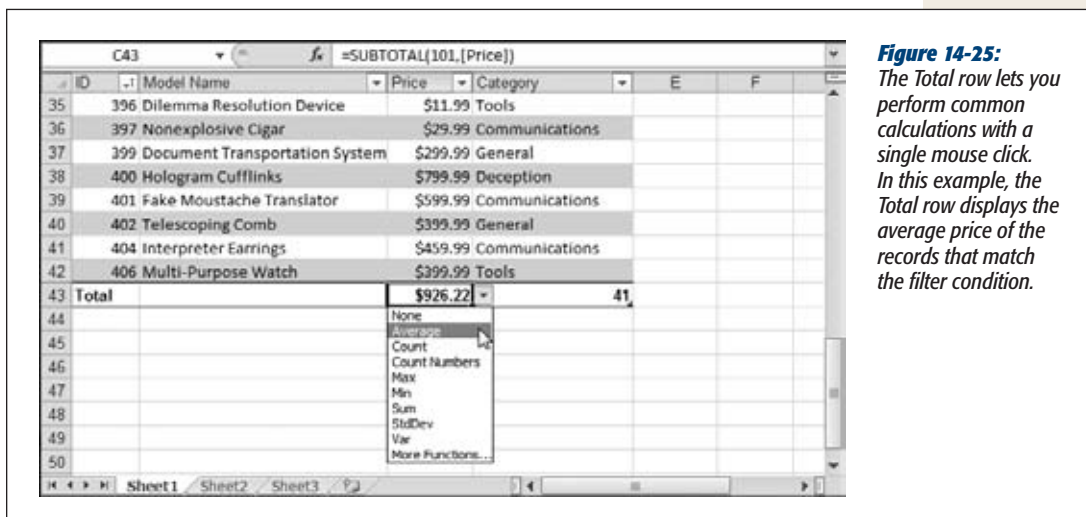 C43 fx =SUBTOTAL(101,[Price])
ID Model Name Price Category E F
35 396 Dilemma Resolution Device $11.99 Tools
36 397 Nonexplosive Cigar $29.99 Communications
37 399 Document Transportation System $299.99 General
38 400 Hologram Cufflinks $799.99 Deception
39 401 Fake Moustache Translator $599.99 Communications
40 402 Telescoping Comb $399.99 General
41 404 Interpreter Earrings $459.99 Communications
42 406 Multi-Purpose Watch $399.99 Tools
43 Total $926.22 41
44 None
Average
45 Count
46 Count Numbers
47 Max
Min
48 Sum
StdDev
49 Var
50 More Functions...
Sheet1 Sheet2 Sheet3
Figure 14-25:
The Total row lets you
perform common
calculations with a
single mouse click.
In this example, the
Total row displays the
average price of the
records that match
the filter condition.